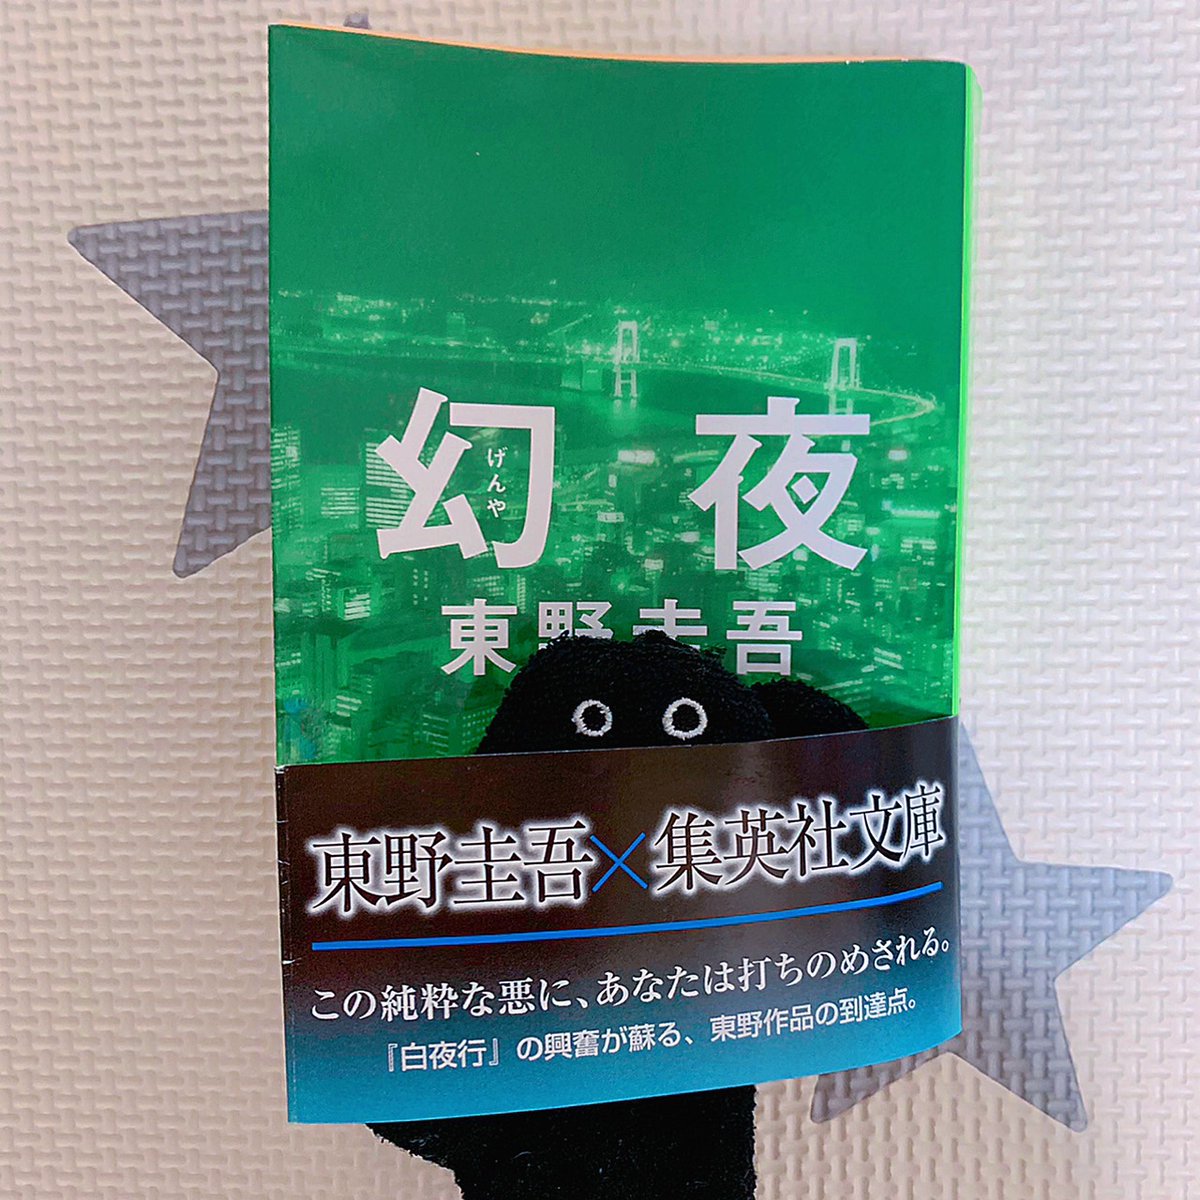 幻夜
げんや
東野圭吾
東野圭吾×集英社文庫
この純粋な悪に、あなたは打ちのめされる。
『白夜行』の興奮が蘇る、東野作品の到達点。